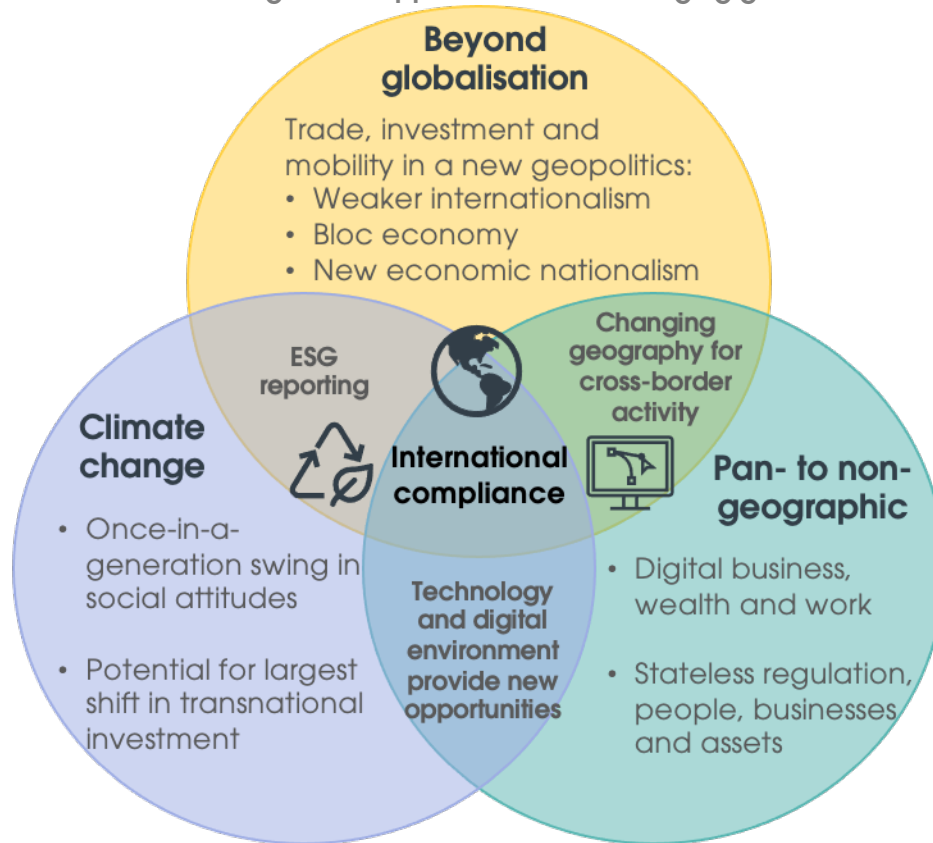 Beyond
globalisation
Trade, investment and
mobility in a new geopolitics:
• Weaker internationalism
• Bloc economy
• New economic nationalism
ESG
reporting
Changing
geography for
cross-border
activity
Climate
change
• Once-in-a-
generation swing in
social attitudes
• Potential for largest
shift in transnational
investment
International
compliance
Pan- to non-
geographic
• Digital business,
wealth and work
• Stateless regulation,
people, businesses
and assets
Technology
and digital
environment
provide new
opportunities